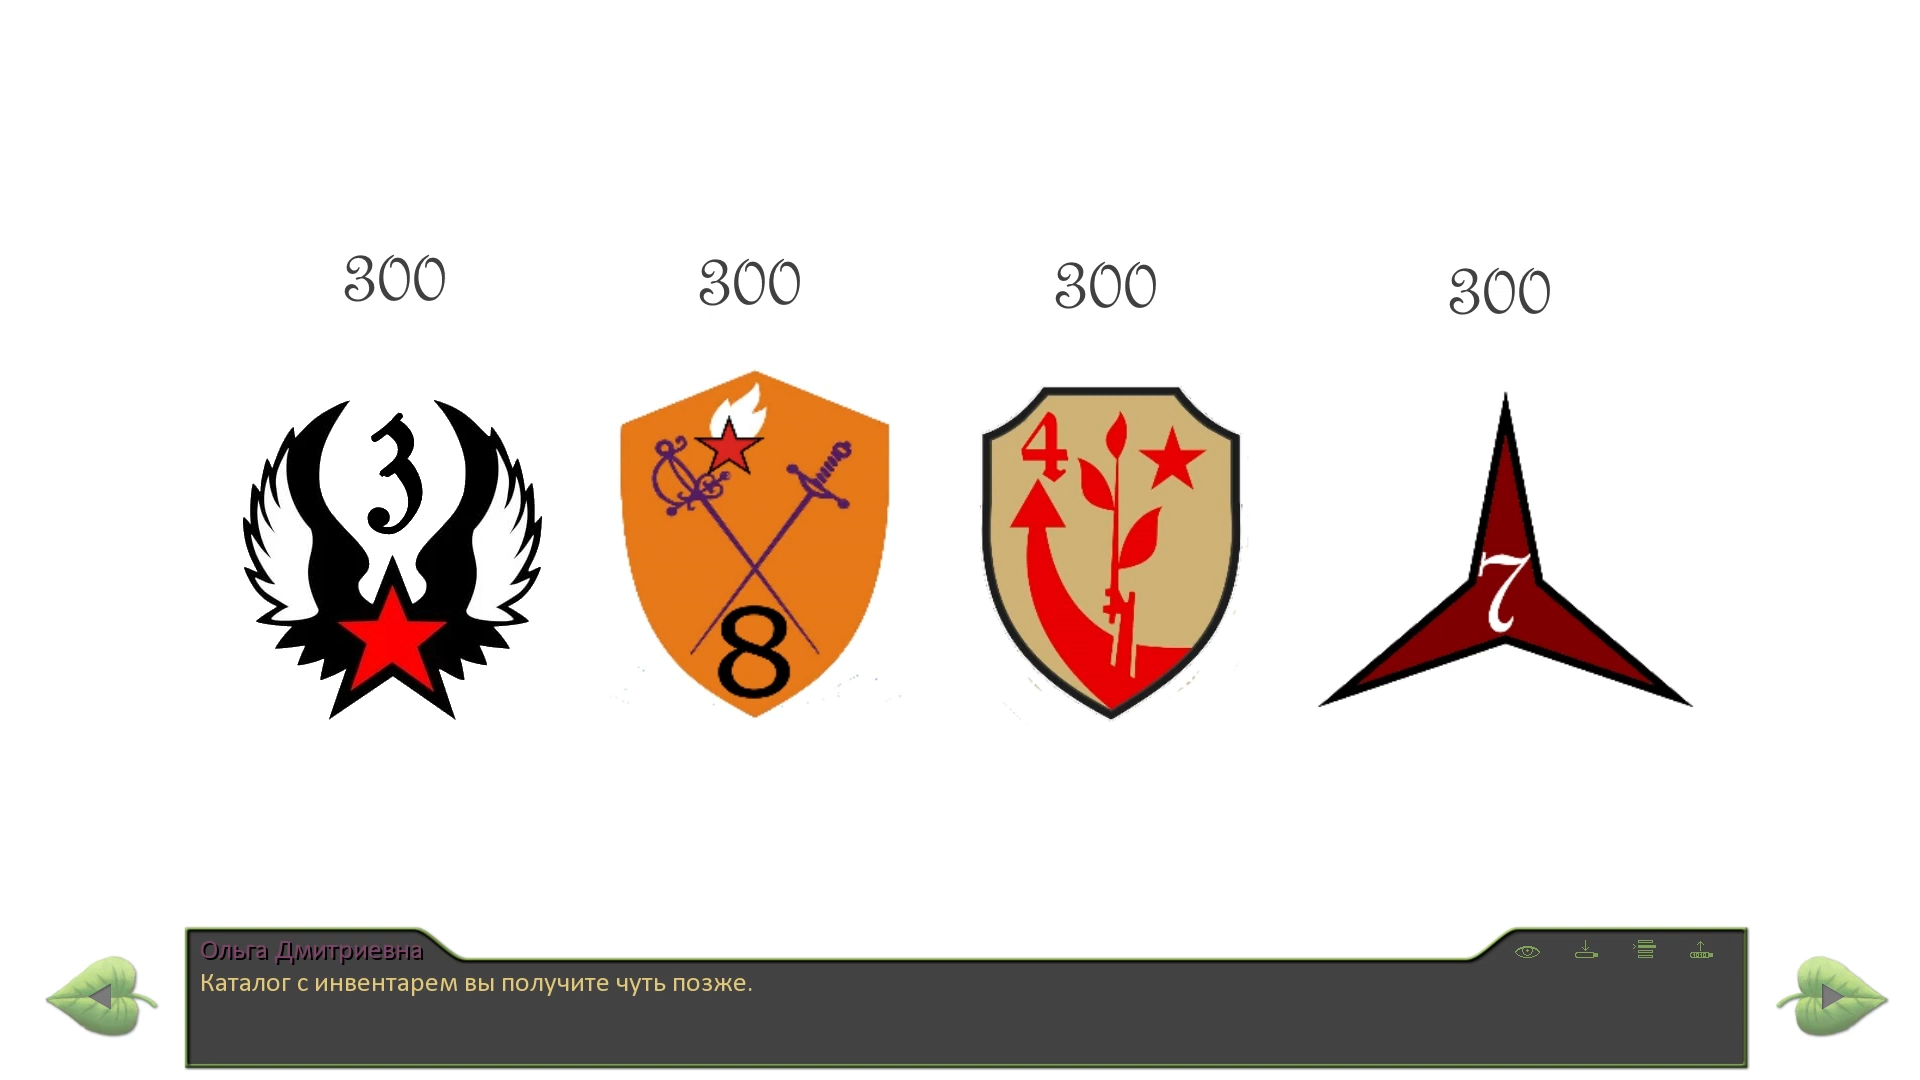 300 300 300 300
3
8
4
7
Ольга Дмитриевна
Каталог с инвентарем вы получите чуть позже.